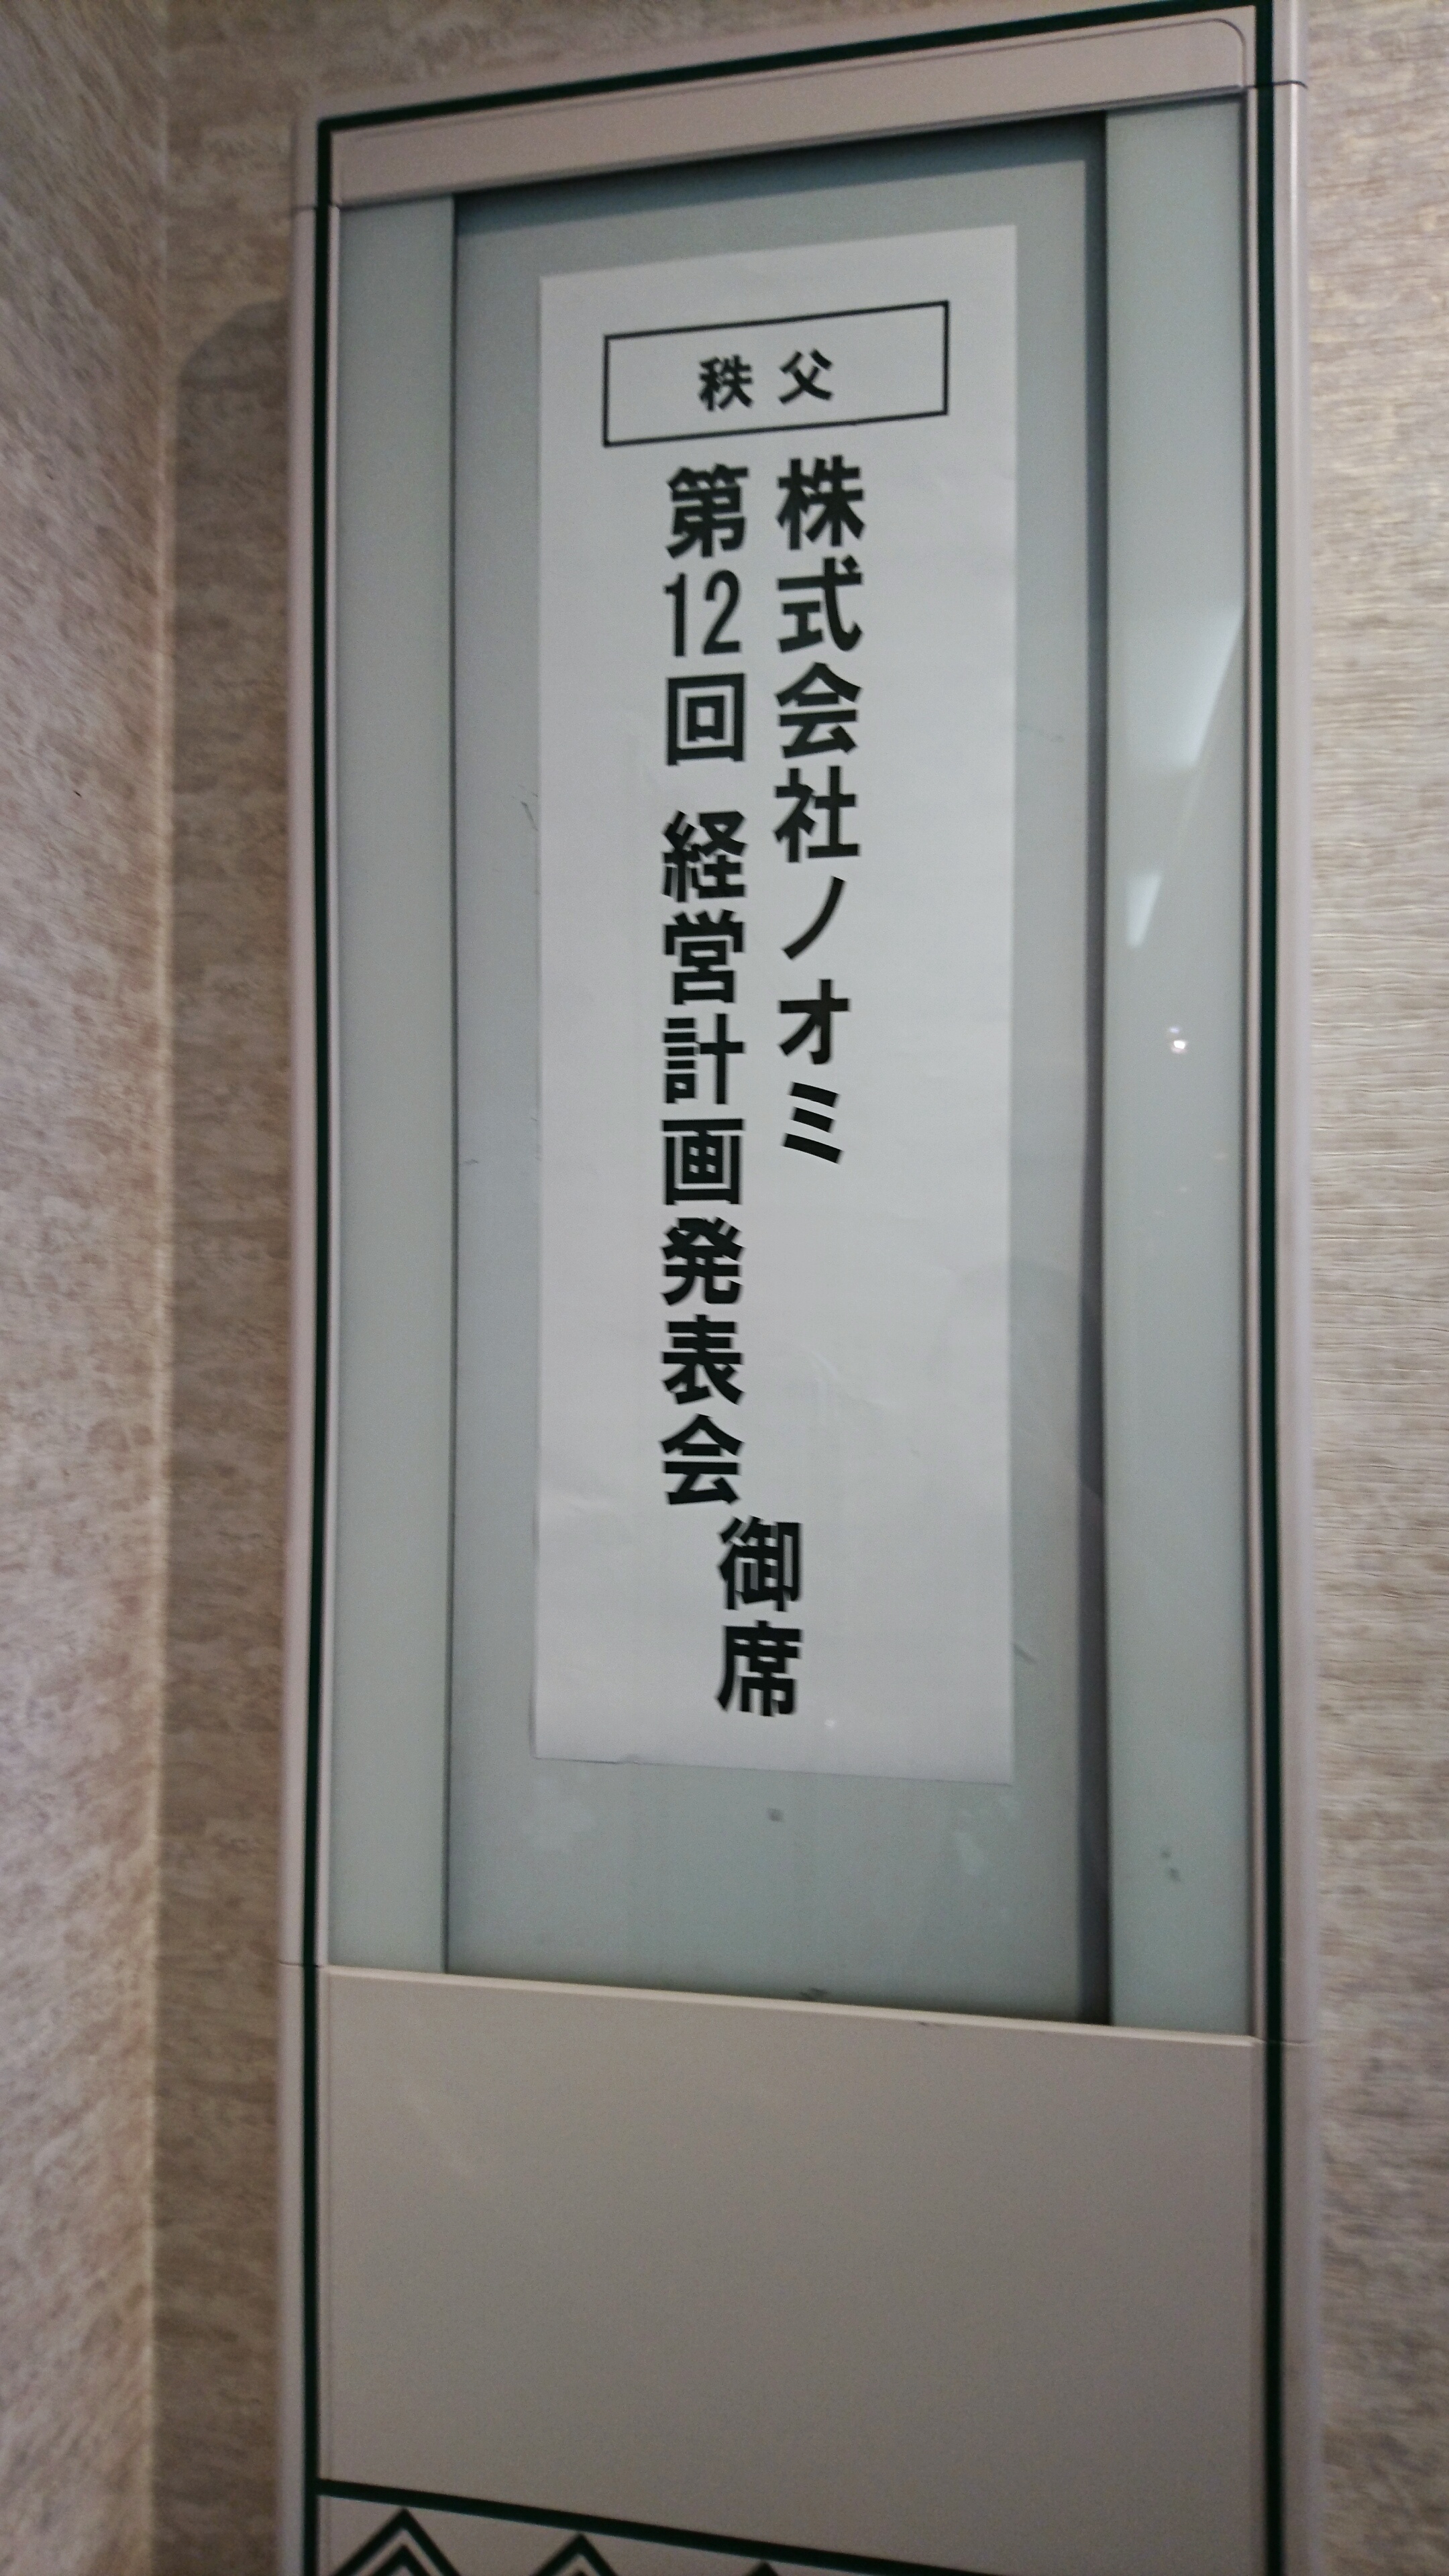 秩父
株式会社ノオミ
第12回 経営計画発表会
御席